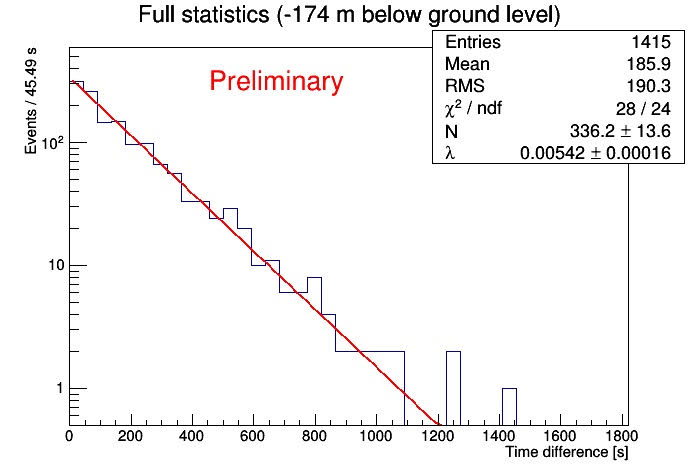 Full statistics (-174 m below ground level)
Entries 1415
Mean 185.9
RMS 190.3
χ² / ndf 28 / 24
N 336.2 ± 13.6
λ 0.00542 ± 0.00016
Preliminary
Events / 45.49 s
10²
10
1
0 200 400 600 800 1000 1200 1400 1600 1800
Time difference [s]